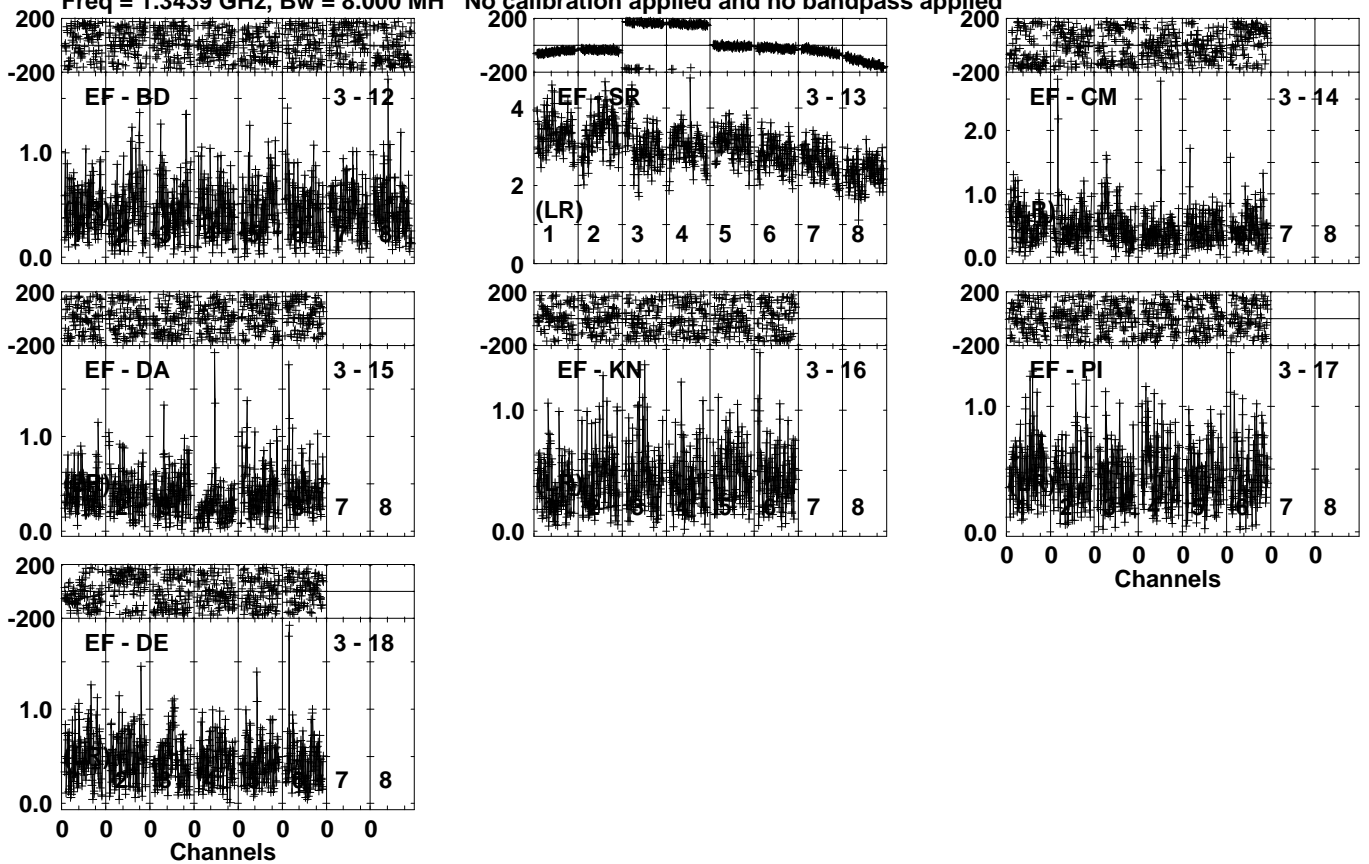 Freq = 1.3439 GHz, Bw = 8.000 MH No calibration applied and no bandpass applied
200
-200
EF - BD 3 - 12
1.0
0.0
200
-200
EF - SR 3 - 13
4
2
0
(LR)
1 2 3 4 5 6 7 8
200
-200
EF - CM 3 - 14
2.0
1.0
0.0
7 8
200
-200
EF - DA 3 - 15
1.0
0.0
7 8
200
-200
EF - KN 3 - 16
1.0
0.0
7 8
200
-200
EF - PI 3 - 17
1.0
0.0
7 8
0 0 0 0 0 0 0 0
Channels
200
-200
EF - DE 3 - 18
1.0
0.0
7 8
0 0 0 0 0 0 0 0
Channels